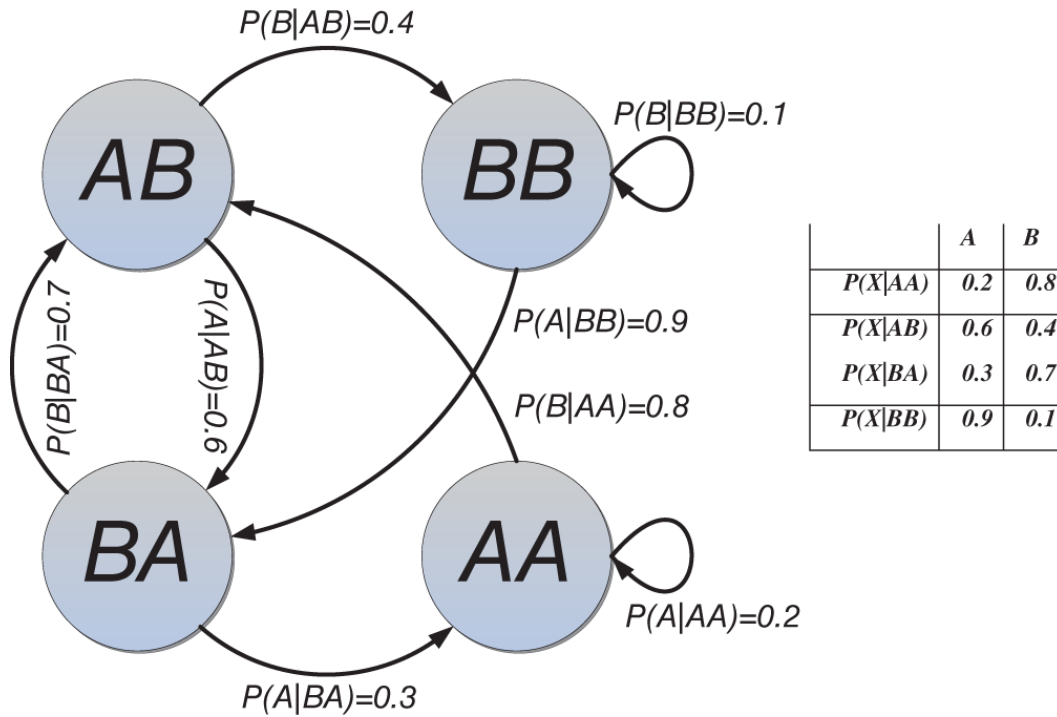 P(B|AB)=0.4
AB
BB
P(B|BB)=0.1
P(B|BA)=0.7
P(A|AB)=0.6
P(A|BB)=0.9
P(B|AA)=0.8
BA
AA
P(A|AA)=0.2
P(A|BA)=0.3
A B
P(X|AA) 0.2 0.8
P(X|AB) 0.6 0.4
P(X|BA) 0.3 0.7
P(X|BB) 0.9 0.1